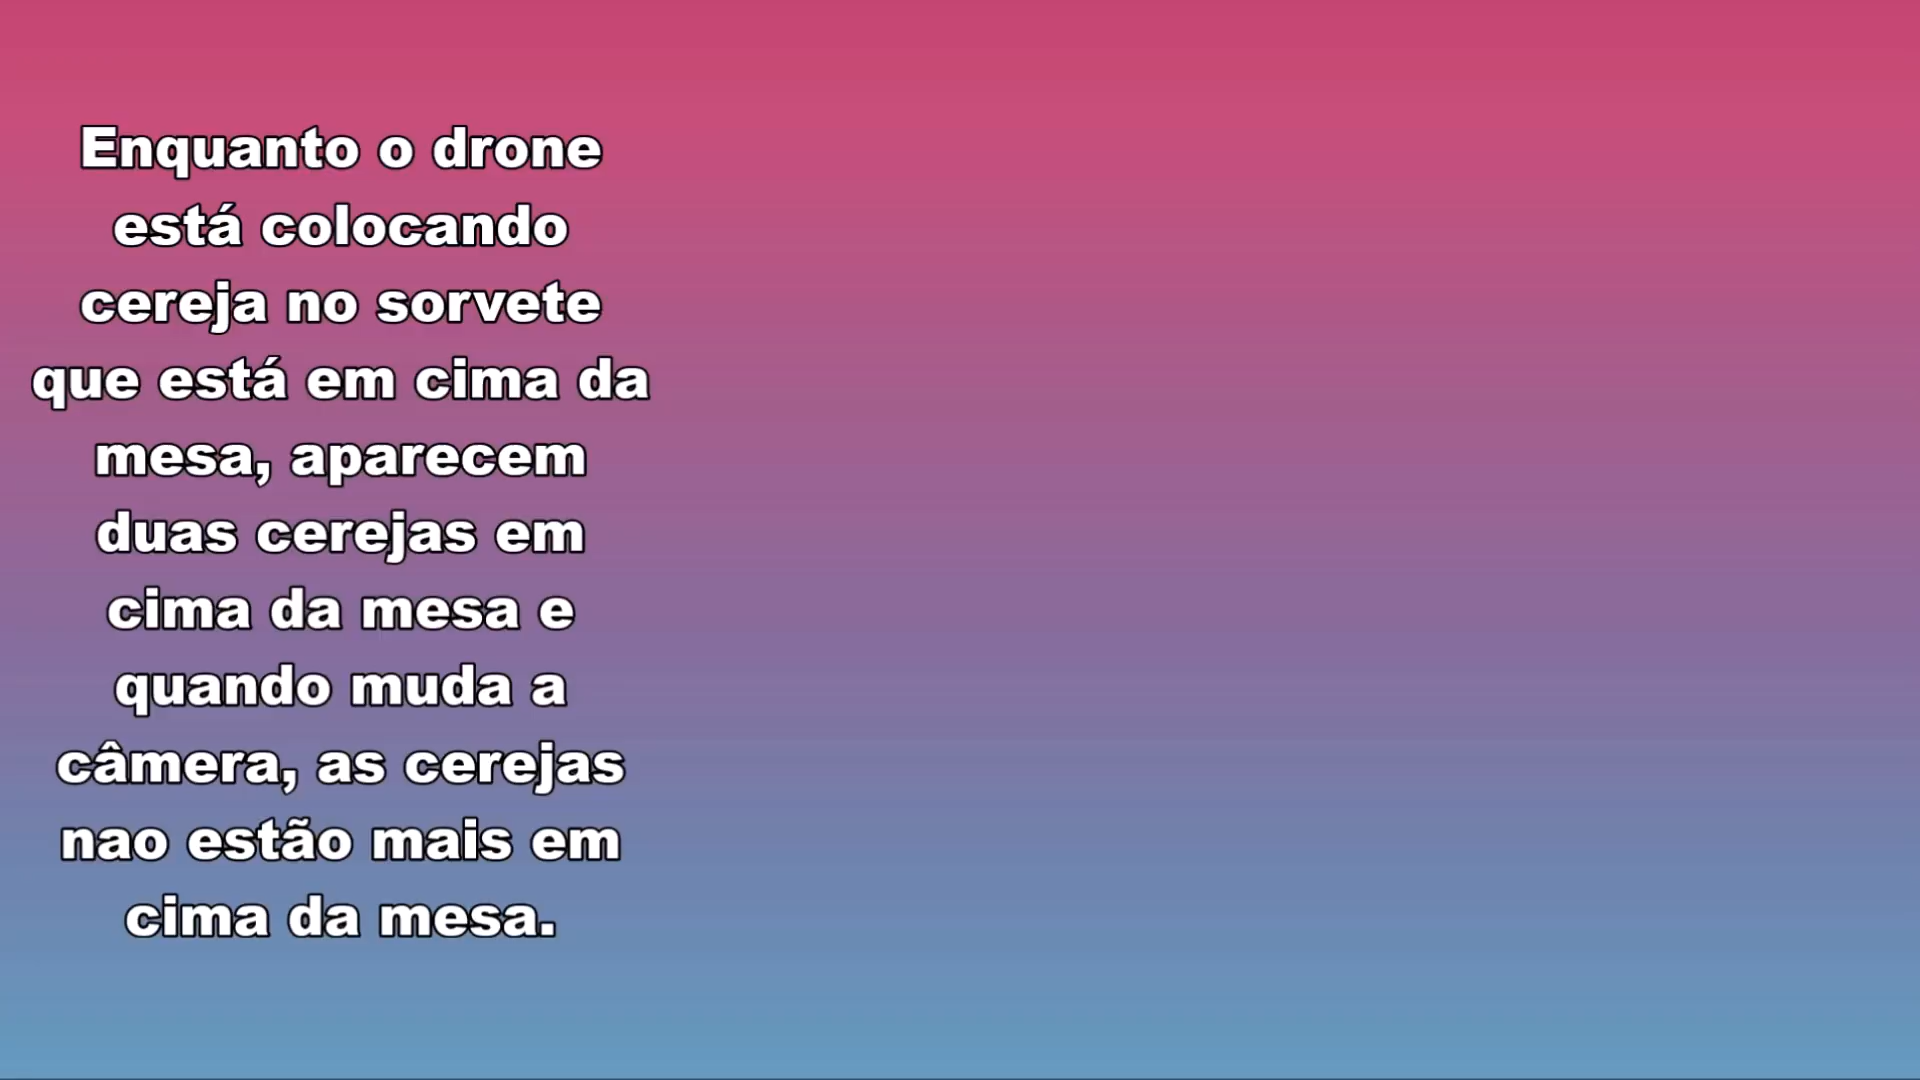 Enquanto o drone
está colocando
cereja no sorvete
que está em cima da
mesa, aparecem
duas cerejas em
cima da mesa e
quando muda a
câmera, as cerejas
nao estão mais em
cima da mesa.